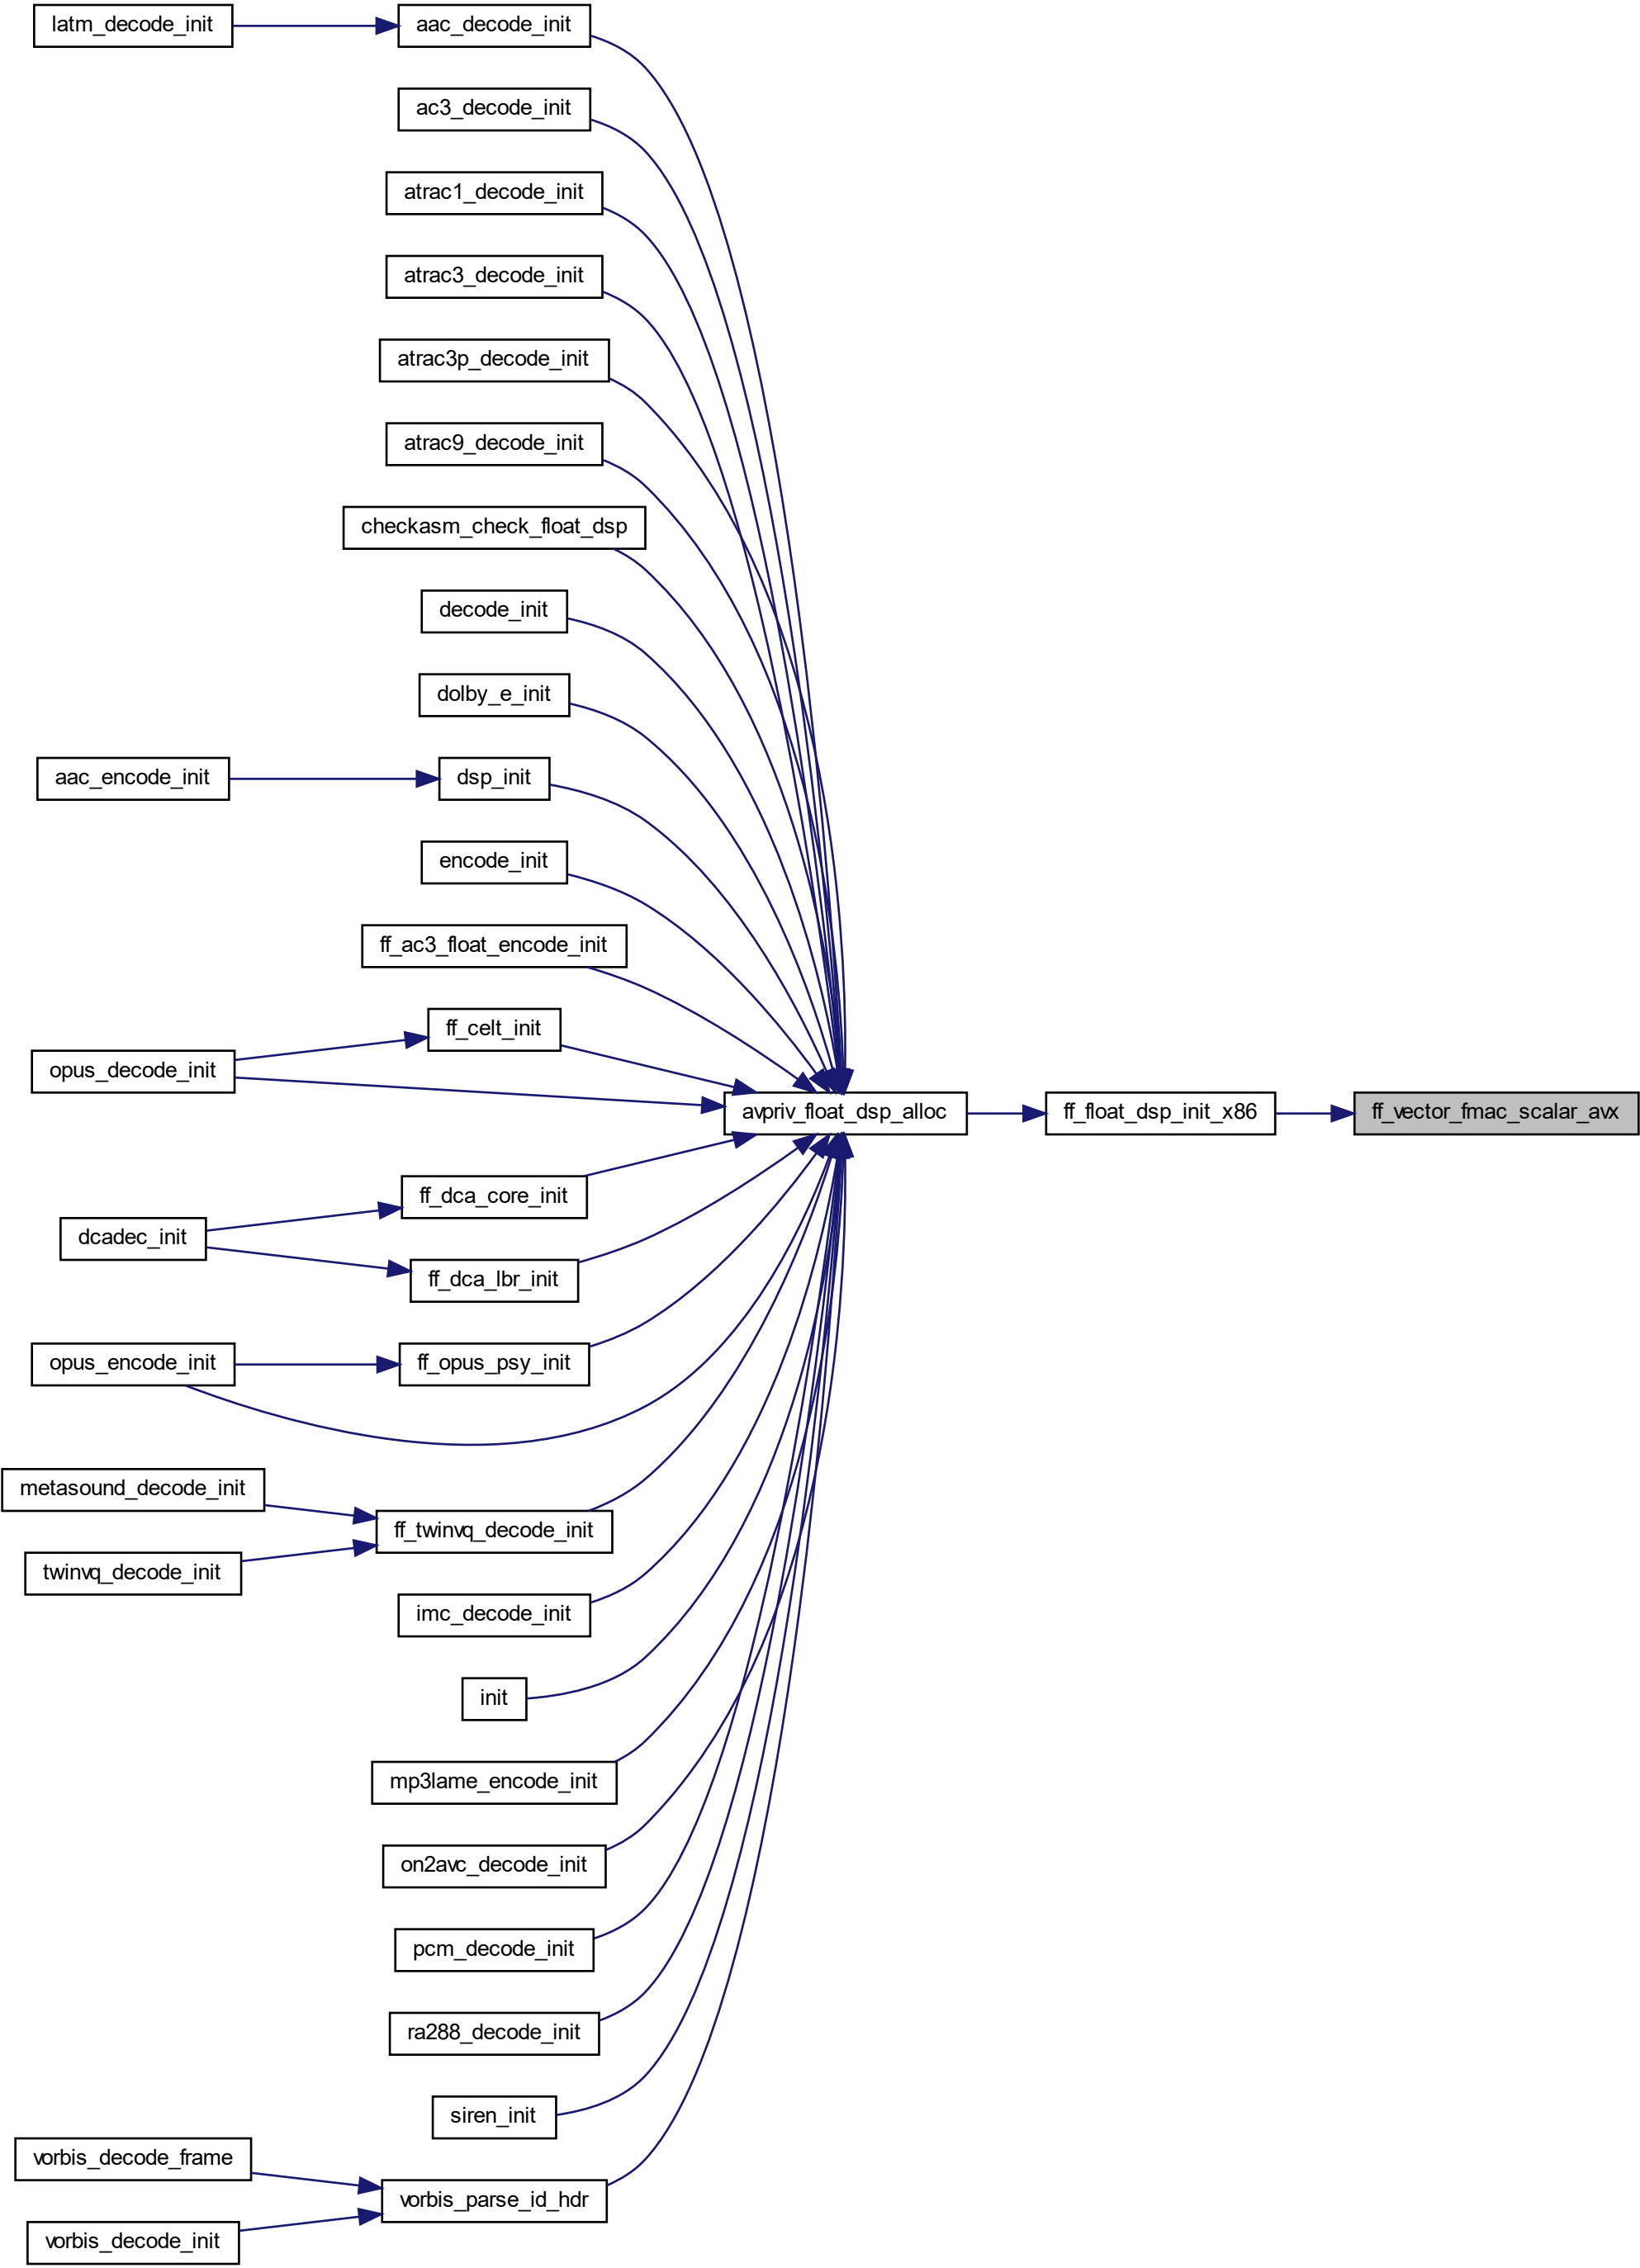 latm_decode_init
aac_decode_init
ac3_decode_init
atrac1_decode_init
atrac3_decode_init
atrac3p_decode_init
atrac9_decode_init
checkasm_check_float_dsp
decode_init
dolby_e_init
aac_encode_init
dsp_init
encode_init
ff_ac3_float_encode_init
ff_celt_init
opus_decode_init
avpriv_float_dsp_alloc
ff_float_dsp_init_x86
ff_vector_fmac_scalar_avx
ff_dca_core_init
dcadec_init
ff_dca_lbr_init
opus_encode_init
ff_opus_psy_init
metasound_decode_init
ff_twinvq_decode_init
twinvq_decode_init
imc_decode_init
init
mp3lame_encode_init
on2avc_decode_init
pcm_decode_init
ra288_decode_init
siren_init
vorbis_decode_frame
vorbis_parse_id_hdr
vorbis_decode_init